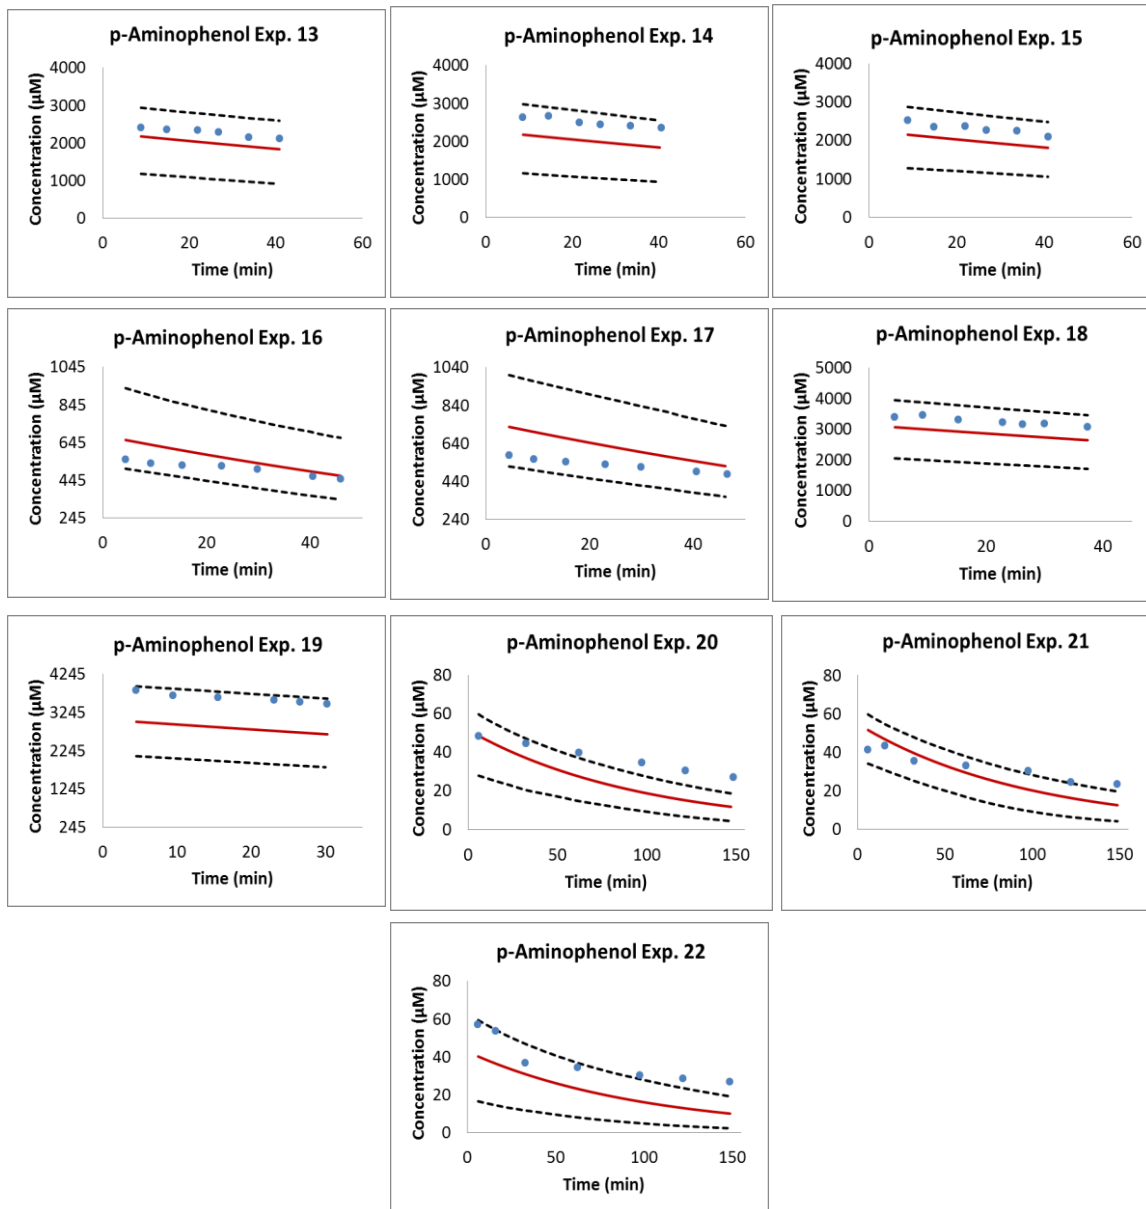 p-Aminophenol Exp. 13
Concentration (µM)
4000
3000
2000
1000
0
0 20 40 60
Time (min)
p-Aminophenol Exp. 14
Concentration (µM)
4000
3000
2000
1000
0
0 20 40 60
Time (min)
p-Aminophenol Exp. 15
Concentration (µM)
4000
3000
2000
1000
0
0 20 40 60
Time (min)
p-Aminophenol Exp. 16
Concentration (µM)
1045
845
645
445
245
0 20 40
Time (min)
p-Aminophenol Exp. 17
Concentration (µM)
1040
840
640
440
240
0 20 40
Time (min)
p-Aminophenol Exp. 18
Concentration (µM)
5000
4000
3000
2000
1000
0
0 20 40
Time (min)
p-Aminophenol Exp. 19
Concentration (µM)
4245
3245
2245
1245
245
0 10 20 30
Time (min)
p-Aminophenol Exp. 20
Concentration (µM)
80
60
40
20
0
0 50 100 150
Time (min)
p-Aminophenol Exp. 21
Concentration (µM)
80
60
40
20
0
0 50 100 150
Time (min)
p-Aminophenol Exp. 22
Concentration (µM)
80
60
40
20
0
0 50 100 150
Time (min)